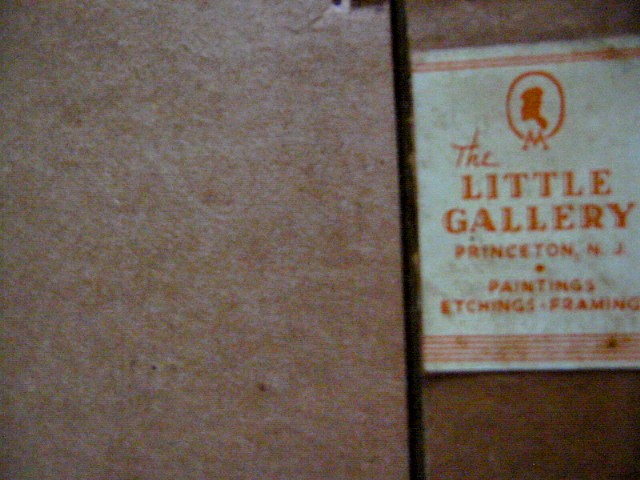 The
LITTLE
GALLERY
PRINCETON, N. J.
PAINTINGS
ETCHINGS · FRAMING